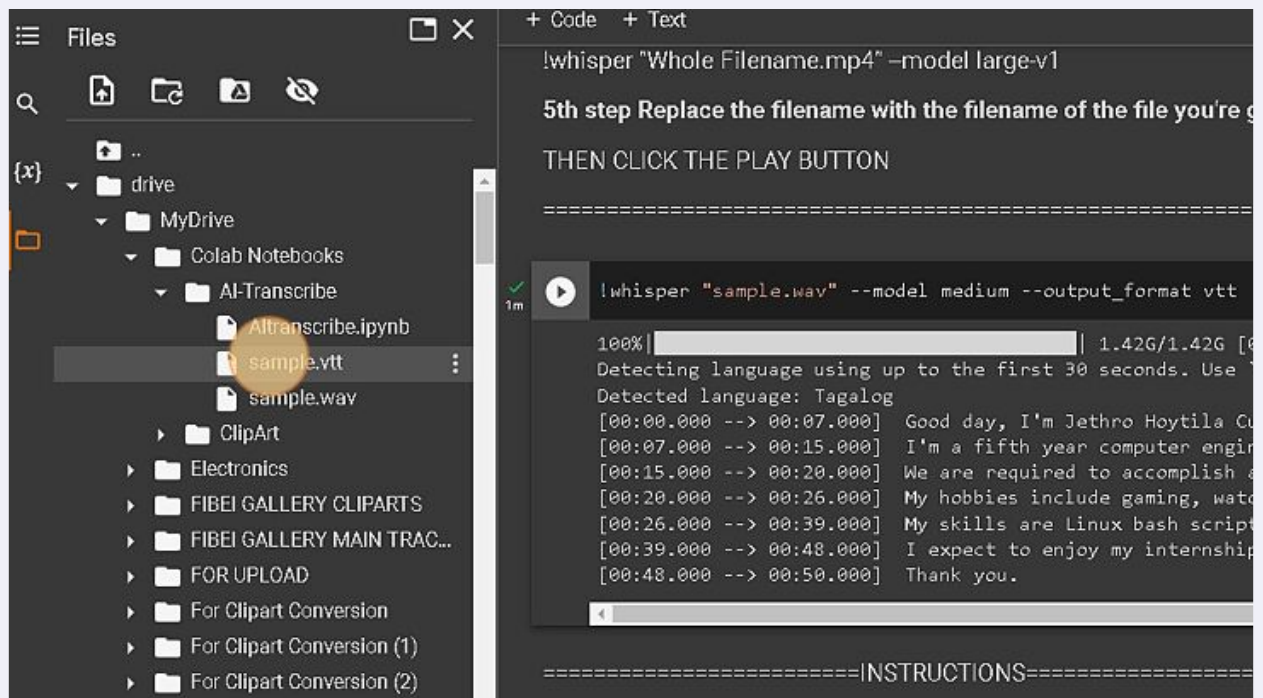 Files
{x}
..
drive
MyDrive
Colab Notebooks
AI-Transcribe
AItranscribe.ipynb
sample.vtt
sample.wav
ClipArt
Electronics
FIBEI GALLERY CLIPARTS
FIBEI GALLERY MAIN TRAC...
FOR UPLOAD
For Clipart Conversion
For Clipart Conversion (1)
For Clipart Conversion (2)
+ Code + Text
!whisper "Whole Filename.mp4" –model large-v1
5th step Replace the filename with the filename of the file you're
THEN CLICK THE PLAY BUTTON
========================================================
1m
!whisper "sample.wav" --model medium --output_format vtt
100%| | 1.42G/1.42G [
Detecting language using up to the first 30 seconds. Use `
Detected language: Tagalog
[00:00.000 --> 00:07.000] Good day, I'm Jethro Hoytila Cu
[00:07.000 --> 00:15.000] I'm a fifth year computer engin
[00:15.000 --> 00:20.000] We are required to accomplish a
[00:20.000 --> 00:26.000] My hobbies include gaming, watc
[00:26.000 --> 00:39.000] My skills are Linux bash script
[00:39.000 --> 00:48.000] I expect to enjoy my internship
[00:48.000 --> 00:50.000] Thank you.
=========================INSTRUCTIONS==================